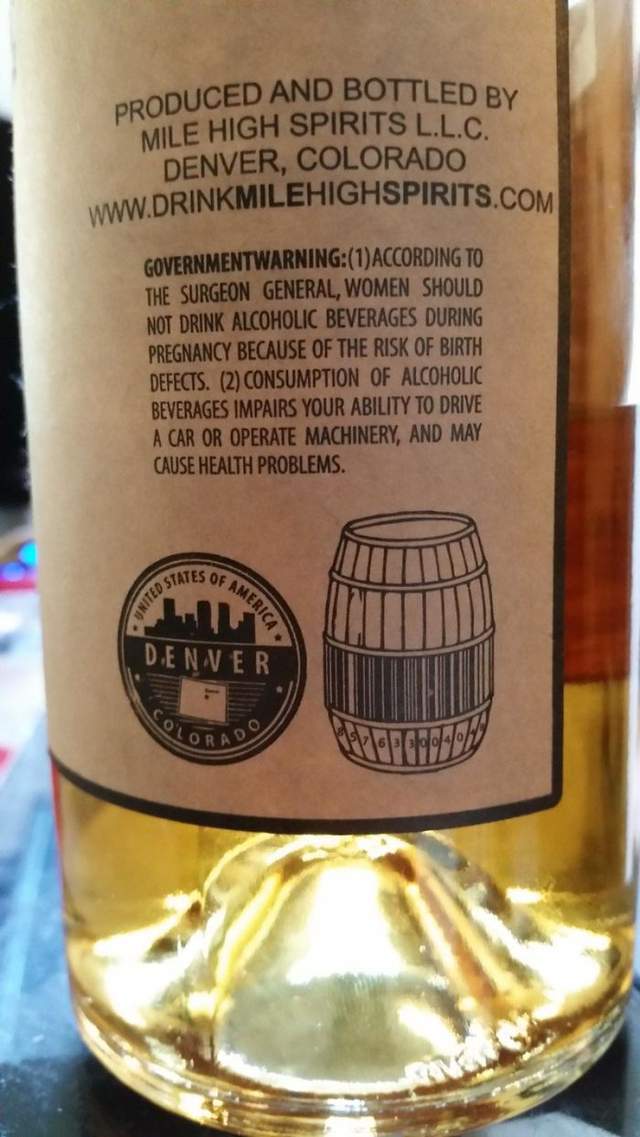 PRODUCED AND BOTTLED BY
MILE HIGH SPIRITS L.L.C.
DENVER, COLORADO
WWW.DRINKMILEHIGHSPIRITS.COM
GOVERNMENTWARNING:(1)ACCORDING TO
THE SURGEON GENERAL, WOMEN SHOULD
NOT DRINK ALCOHOLIC BEVERAGES DURING
PREGNANCY BECAUSE OF THE RISK OF BIRTH
DEFECTS. (2) CONSUMPTION OF ALCOHOLIC
BEVERAGES IMPAIRS YOUR ABILITY TO DRIVE
A CAR OR OPERATE MACHINERY, AND MAY
CAUSE HEALTH PROBLEMS.
UNITED STATES OF AMERICA
DENVER
COLORADO